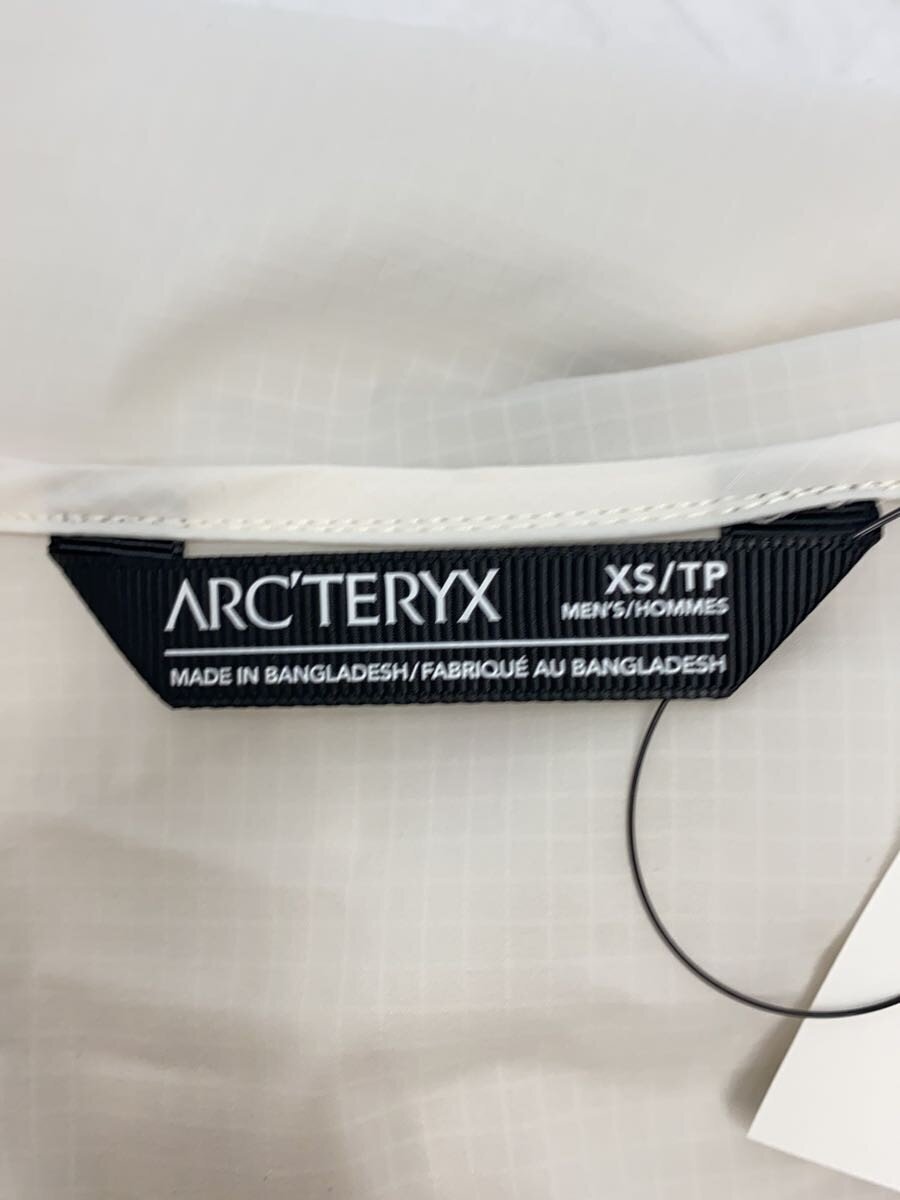 ARC'TERYX
XS/TP
MEN'S/HOMMES
MADE IN BANGLADESH/FABRIQUÉ AU BANGLADESH